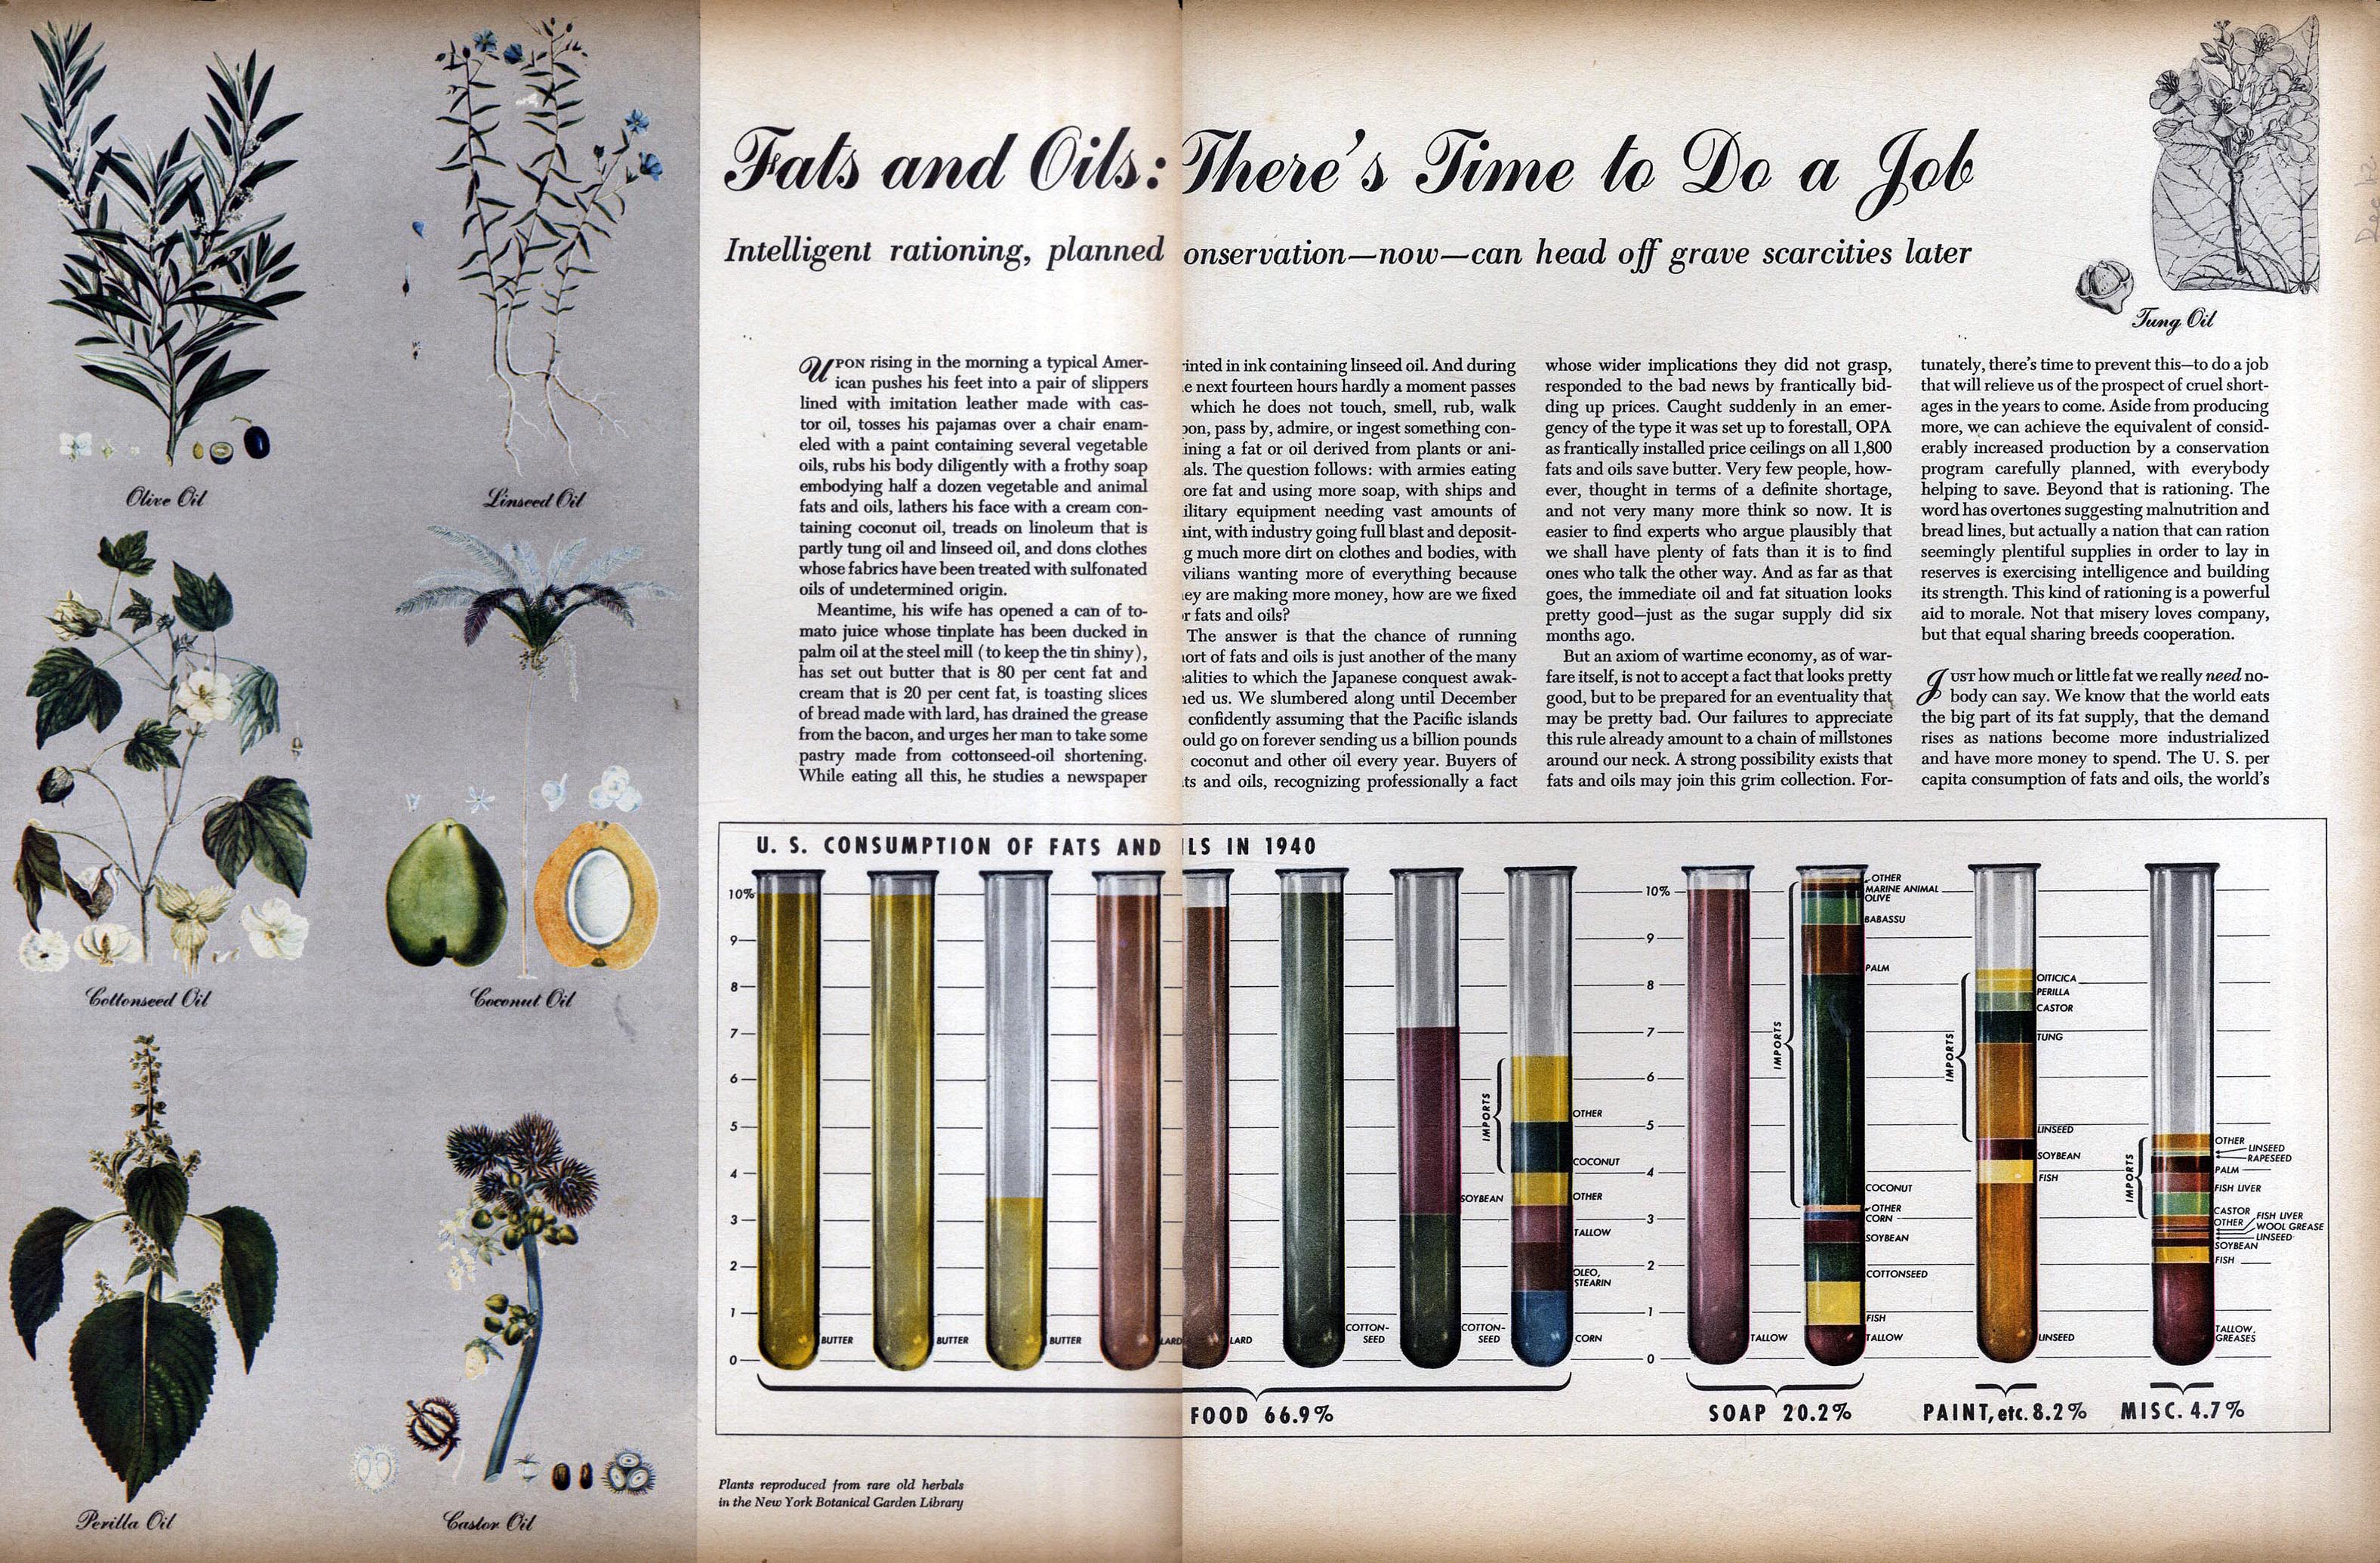 Fats and Oils: There's Time to Do a Job
Intelligent rationing, planned onservation—now—can head off grave scarcities later
Olive Oil
Linseed Oil
Cottonseed Oil
Coconut Oil
Perilla Oil
Castor Oil
Tung Oil
UPON rising in the morning a typical Amer-
ican pushes his feet into a pair of slippers
lined with imitation leather made with cas-
tor oil, tosses his pajamas over a chair enam-
eled with a paint containing several vegetable
oils, rubs his body diligently with a frothy soap
embodying half a dozen vegetable and animal
fats and oils, lathers his face with a cream con-
taining coconut oil, treads on linoleum that is
partly tung oil and linseed oil, and dons clothes
whose fabrics have been treated with sulfonated
oils of undetermined origin.
Meantime, his wife has opened a can of to-
mato juice whose tinplate has been ducked in
palm oil at the steel mill (to keep the tin shiny),
has set out butter that is 80 per cent fat and
cream that is 20 per cent fat, is toasting slices
of bread made with lard, has drained the grease
from the bacon, and urges her man to take some
pastry made from cottonseed-oil shortening.
While eating all this, he studies a newspaper
inted in ink containing linseed oil. And during
e next fourteen hours hardly a moment passes
which he does not touch, smell, rub, walk
on, pass by, admire, or ingest something con-
ining a fat or oil derived from plants or ani-
als. The question follows: with armies eating
ore fat and using more soap, with ships and
ilitary equipment needing vast amounts of
aint, with industry going full blast and deposit-
g much more dirt on clothes and bodies, with
vilians wanting more of everything because
ey are making more money, how are we fixed
r fats and oils?
The answer is that the chance of running
ort of fats and oils is just another of the many
alities to which the Japanese conquest awak-
ned us. We slumbered along until December
confidently assuming that the Pacific islands
ould go on forever sending us a billion pounds
coconut and other oil every year. Buyers of
ts and oils, recognizing professionally a fact
whose wider implications they did not grasp,
responded to the bad news by frantically bid-
ding up prices. Caught suddenly in an emer-
gency of the type it was set up to forestall, OPA
as frantically installed price ceilings on all 1,800
fats and oils save butter. Very few people, how-
ever, thought in terms of a definite shortage,
and not very many more think so now. It is
easier to find experts who argue plausibly that
we shall have plenty of fats than it is to find
ones who talk the other way. And as far as that
goes, the immediate oil and fat situation looks
pretty good—just as the sugar supply did six
months ago.
But an axiom of wartime economy, as of war-
fare itself, is not to accept a fact that looks pretty
good, but to be prepared for an eventuality that
may be pretty bad. Our failures to appreciate
this rule already amount to a chain of millstones
around our neck. A strong possibility exists that
fats and oils may join this grim collection. For-
tunately, there's time to prevent this—to do a job
that will relieve us of the prospect of cruel short-
ages in the years to come. Aside from producing
more, we can achieve the equivalent of consid-
erably increased production by a conservation
program carefully planned, with everybody
helping to save. Beyond that is rationing. The
word has overtones suggesting malnutrition and
bread lines, but actually a nation that can ration
seemingly plentiful supplies in order to lay in
reserves is exercising intelligence and building
its strength. This kind of rationing is a powerful
aid to morale. Not that misery loves company,
but that equal sharing breeds cooperation.
JUST how much or little fat we really need no-
body can say. We know that the world eats
the big part of its fat supply, that the demand
rises as nations become more industrialized
and have more money to spend. The U. S. per
capita consumption of fats and oils, the world's
U. S. CONSUMPTION OF FATS AND ILS IN 1940
10%
9
8
7
6
5
4
3
2
1
0
BUTTER
BUTTER
BUTTER
LARD
LARD
COTTON-
SEED
SOYBEAN
COTTON-
SEED
IMPORTS
OTHER
COCONUT
OTHER
TALLOW
OLEO,
STEARIN
CORN
FOOD 66.9%
10%
9
8
7
6
5
4
3
2
1
0
TALLOW
IMPORTS
OTHER
MARINE ANIMAL
OLIVE
BABASSU
PALM
COCONUT
OTHER
CORN
SOYBEAN
COTTONSEED
FISH
TALLOW
SOAP 20.2%
IMPORTS
OITICICA
PERILLA
CASTOR
TUNG
LINSEED
SOYBEAN
FISH
LINSEED
PAINT, etc. 8.2%
IMPORTS
OTHER
LINSEED
RAPESEED
PALM
FISH LIVER
CASTOR
OTHER
FISH LIVER
WOOL GREASE
LINSEED
SOYBEAN
FISH
TALLOW,
GREASES
MISC. 4.7%
Plants reproduced from rare old herbals
in the New York Botanical Garden Library